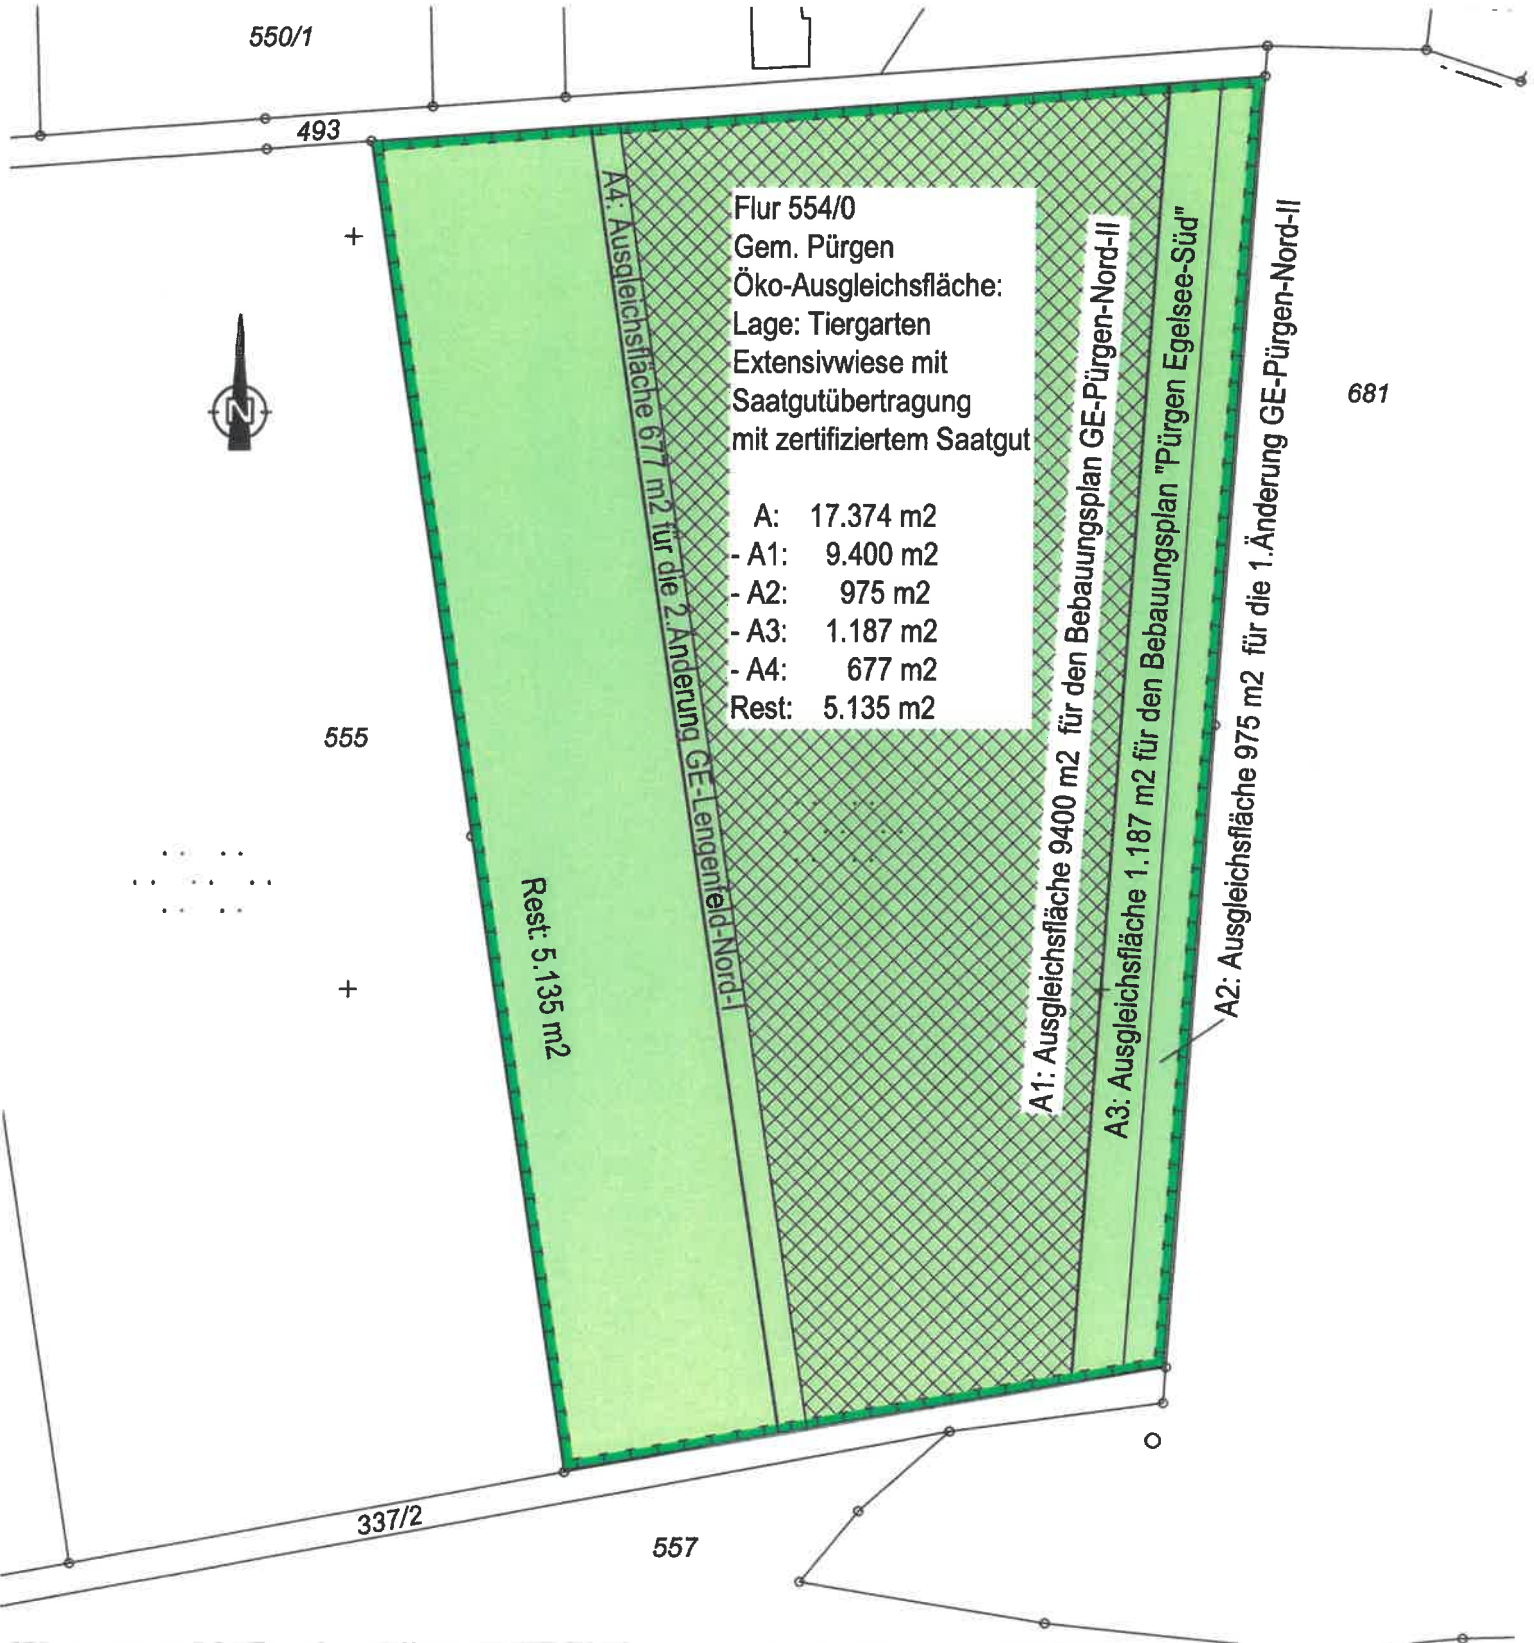 550/1
493
Flur 554/0
Gem. Pürgen
Öko-Ausgleichsfläche:
Lage: Tiergarten
Extensivwiese mit
Saatgutübertragung
mit zertifiziertem Saatgut
A: 17.374 m2
- A1: 9.400 m2
- A2: 975 m2
- A3: 1.187 m2
- A4: 677 m2
Rest: 5.135 m2
A4: Ausgleichsfläche 677 m2 für die 2.Änderung GE-Lengenfeld-Nord-I
A1: Ausgleichsfläche 9400 m2 für den Bebauungsplan GE-Pürgen-Nord-II
A3: Ausgleichsfläche 1.187 m2 für den Bebauungsplan "Pürgen Egelsee-Süd"
A2: Ausgleichsfläche 975 m2 für die 1.Änderung GE-Pürgen-Nord-II
681
N
555
Rest: 5.135 m2
337/2
557